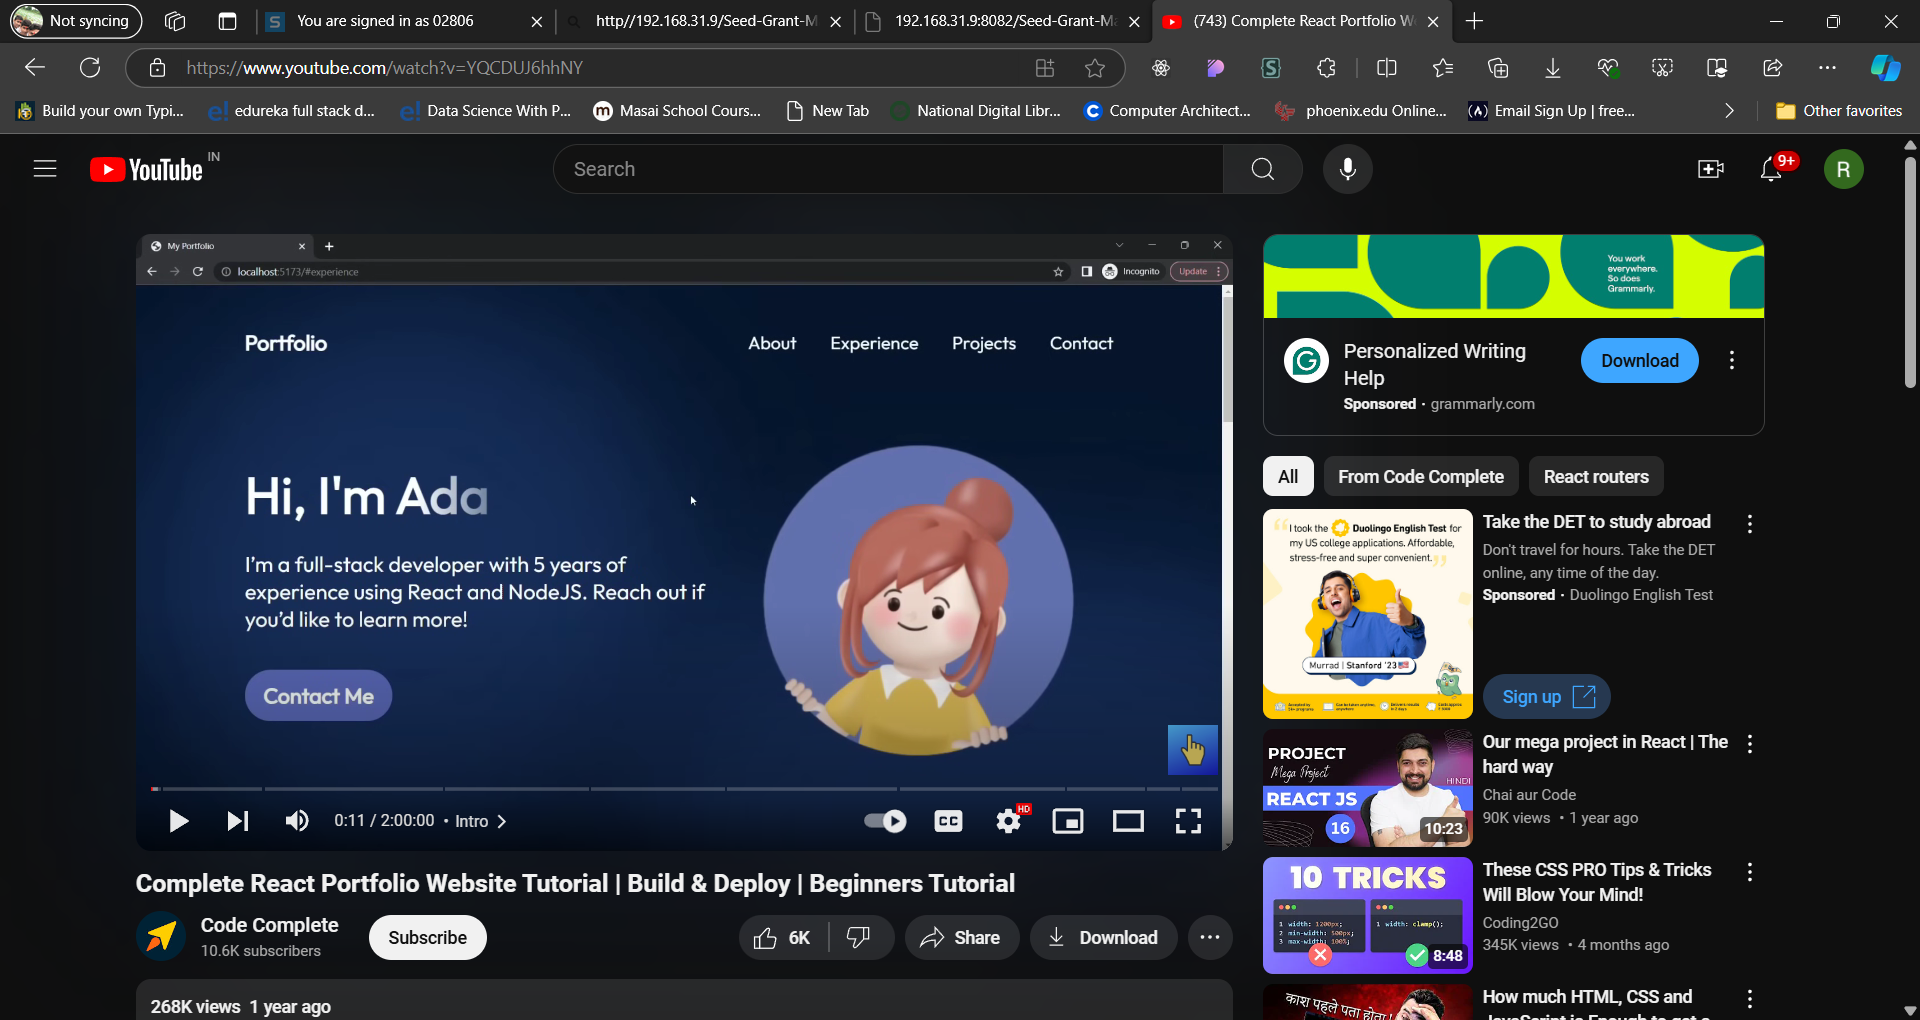 Not syncing
You are signed in as 02806
http//192.168.31.9/Seed-Grant-M
192.168.31.9:8082/Seed-Grant-Ma
(743) Complete React Portfolio W
https://www.youtube.com/watch?v=YQCDUJ6hhNY
Build your own Typi...
edureka full stack d...
Data Science With P...
Masai School Cours...
New Tab
National Digital Libr...
Computer Architect...
phoenix.edu Online...
Email Sign Up | free...
Other favorites
YouTube IN
Search
9+
R
My Portfolio
localhost:5173/#experience
Incognito
Update
Portfolio
About Experience Projects Contact
Hi, I'm Ada
I'm a full-stack developer with 5 years of
experience using React and NodeJS. Reach out if
you'd like to learn more!
Contact Me
0:11 / 2:00:00 • Intro
CC
HD
Complete React Portfolio Website Tutorial | Build & Deploy | Beginners Tutorial
Code Complete
10.6K subscribers
Subscribe
6K
Share
Download
268K views 1 year ago
You work
everywhere.
So does
Grammarly.
Personalized Writing
Help
Sponsored · grammarly.com
Download
All
From Code Complete
React routers
I took the Duolingo English Test for
my US college applications. Affordable,
stress-free and super convenient.
Murrad | Stanford '23
Take the DET to study abroad
Don't travel for hours. Take the DET
online, any time of the day.
Sponsored · Duolingo English Test
Sign up
PROJECT
Mega Project
HINDI
REACT JS
16
10:23
Our mega project in React | The
hard way
Chai aur Code
90K views • 1 year ago
10 TRICKS
1 width: 1200px;
2 min-width: 500px;
3 max-width: 100%;
1 width: clamp();
8:48
These CSS PRO Tips & Tricks
Will Blow Your Mind!
Coding2GO
345K views • 4 months ago
काश पहले पता होता!
How much HTML, CSS and